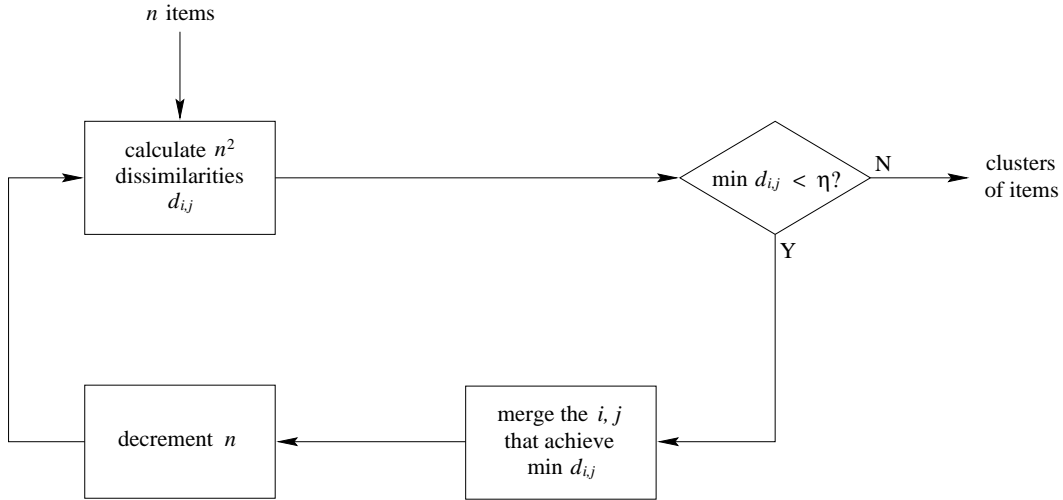 n items
calculate n²
dissimilarities
d_{i,j}
min d_{i,j} < η?
N
clusters
of items
Y
merge the i, j
that achieve
min d_{i,j}
decrement n